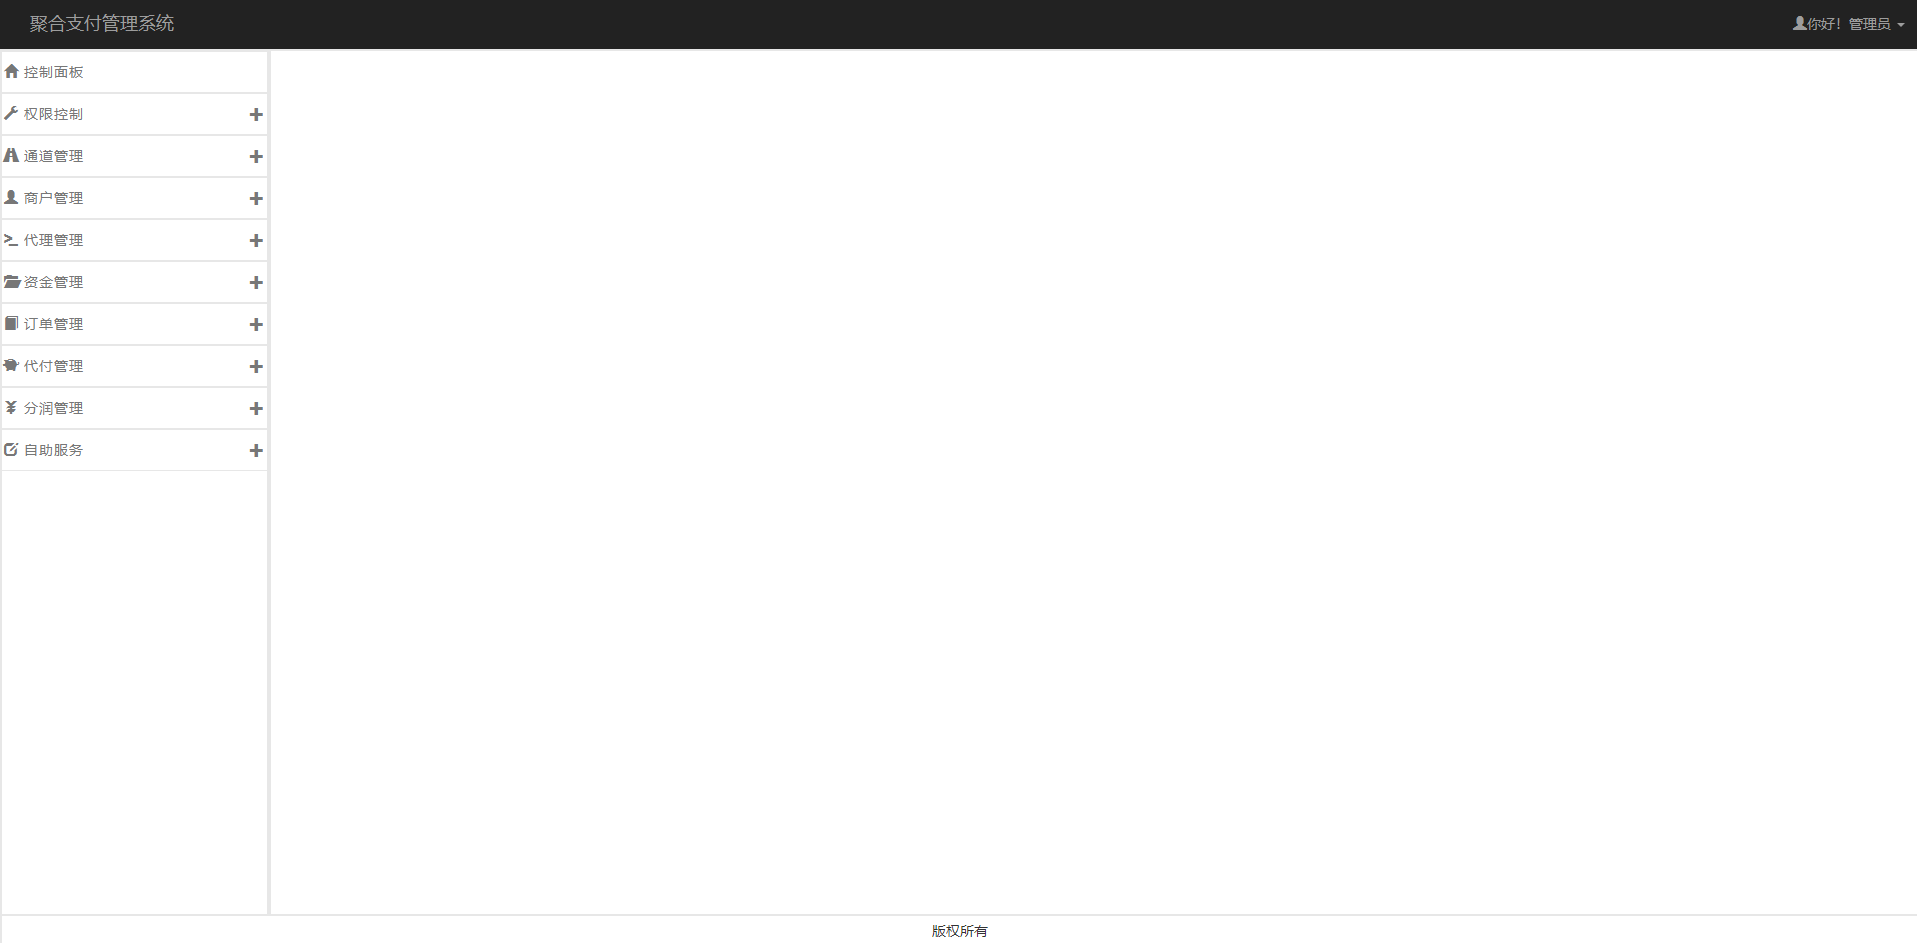 聚合支付管理系统
你好！管理员
控制面板
权限控制
通道管理
商户管理
代理管理
资金管理
订单管理
代付管理
分润管理
自助服务
版权所有